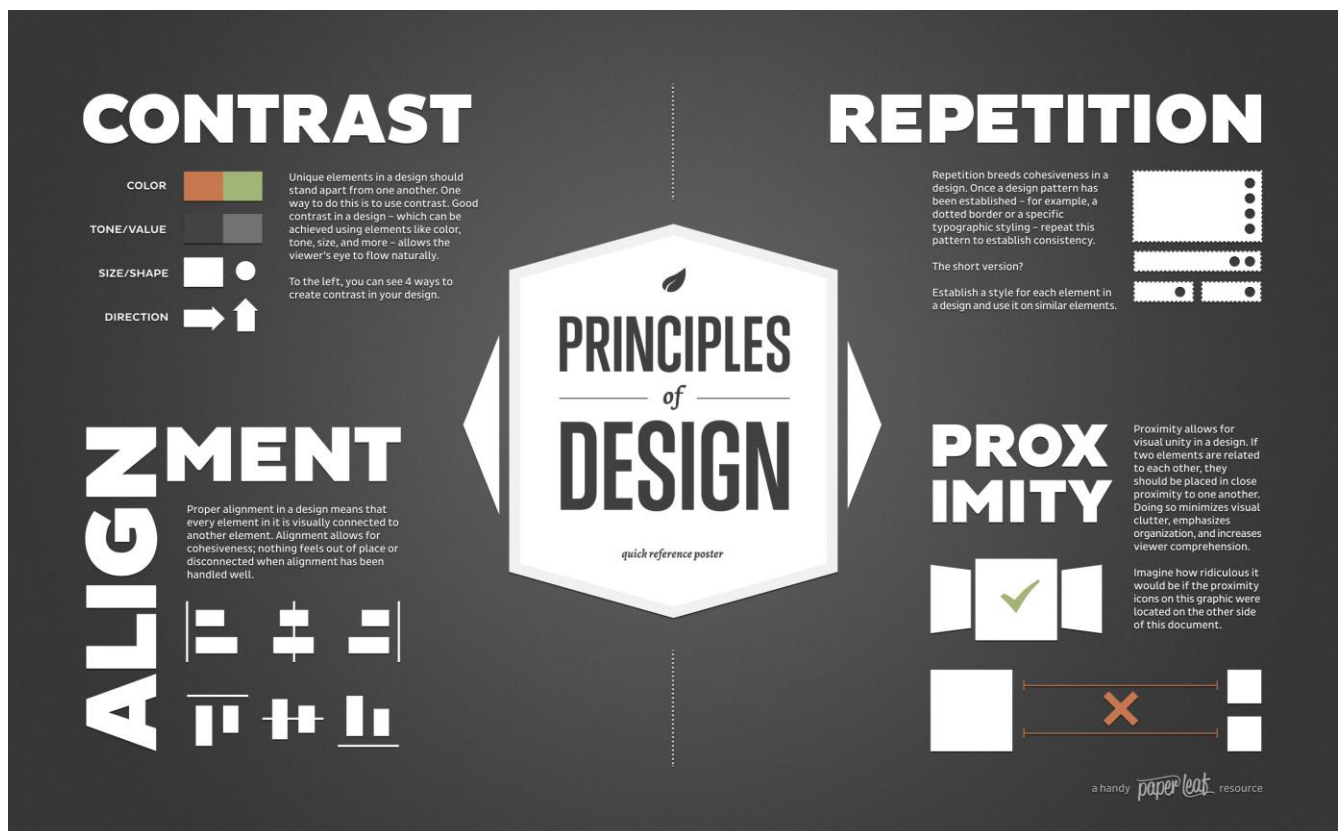 CONTRAST
COLOR
TONE/VALUE
SIZE/SHAPE
DIRECTION
Unique elements in a design should
stand apart from one another. One
way to do this is to use contrast. Good
contrast in a design – which can be
achieved using elements like color,
tone, size, and more – allows the
viewer's eye to flow naturally.
To the left, you can see 4 ways to
create contrast in your design.
REPETITION
Repetition breeds cohesiveness in a
design. Once a design pattern has
been established – for example, a
dotted border or a specific
typographic styling – repeat this
pattern to establish consistency.
The short version?
Establish a style for each element in
a design and use it on similar elements.
PRINCIPLES
of
DESIGN
quick reference poster
ALIGNMENT
Proper alignment in a design means that
every element in it is visually connected to
another element. Alignment allows for
cohesiveness; nothing feels out of place or
disconnected when alignment has been
handled well.
PROX
IMITY
Proximity allows for
visual unity in a design. If
two elements are related
to each other, they
should be placed in close
proximity to one another.
Doing so minimizes visual
clutter, emphasizes
organization, and increases
viewer comprehension.
Imagine how ridiculous it
would be if the proximity
icons on this graphic were
located on the other side
of this document.
a handy paper leaf resource